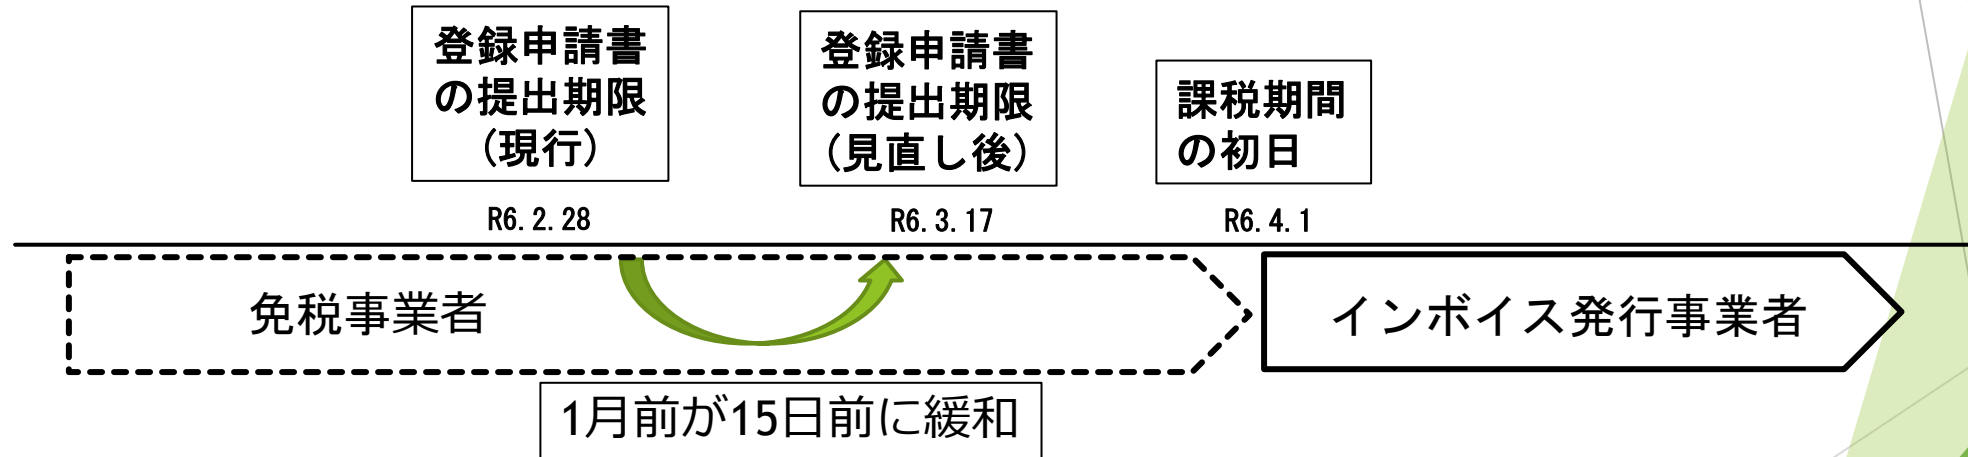 登録申請書
の提出期限
(現行)
登録申請書
の提出期限
(見直し後)
課税期間
の初日
R6.2.28
R6.3.17
R6.4.1
免税事業者
インボイス発行事業者
1月前が15日前に緩和